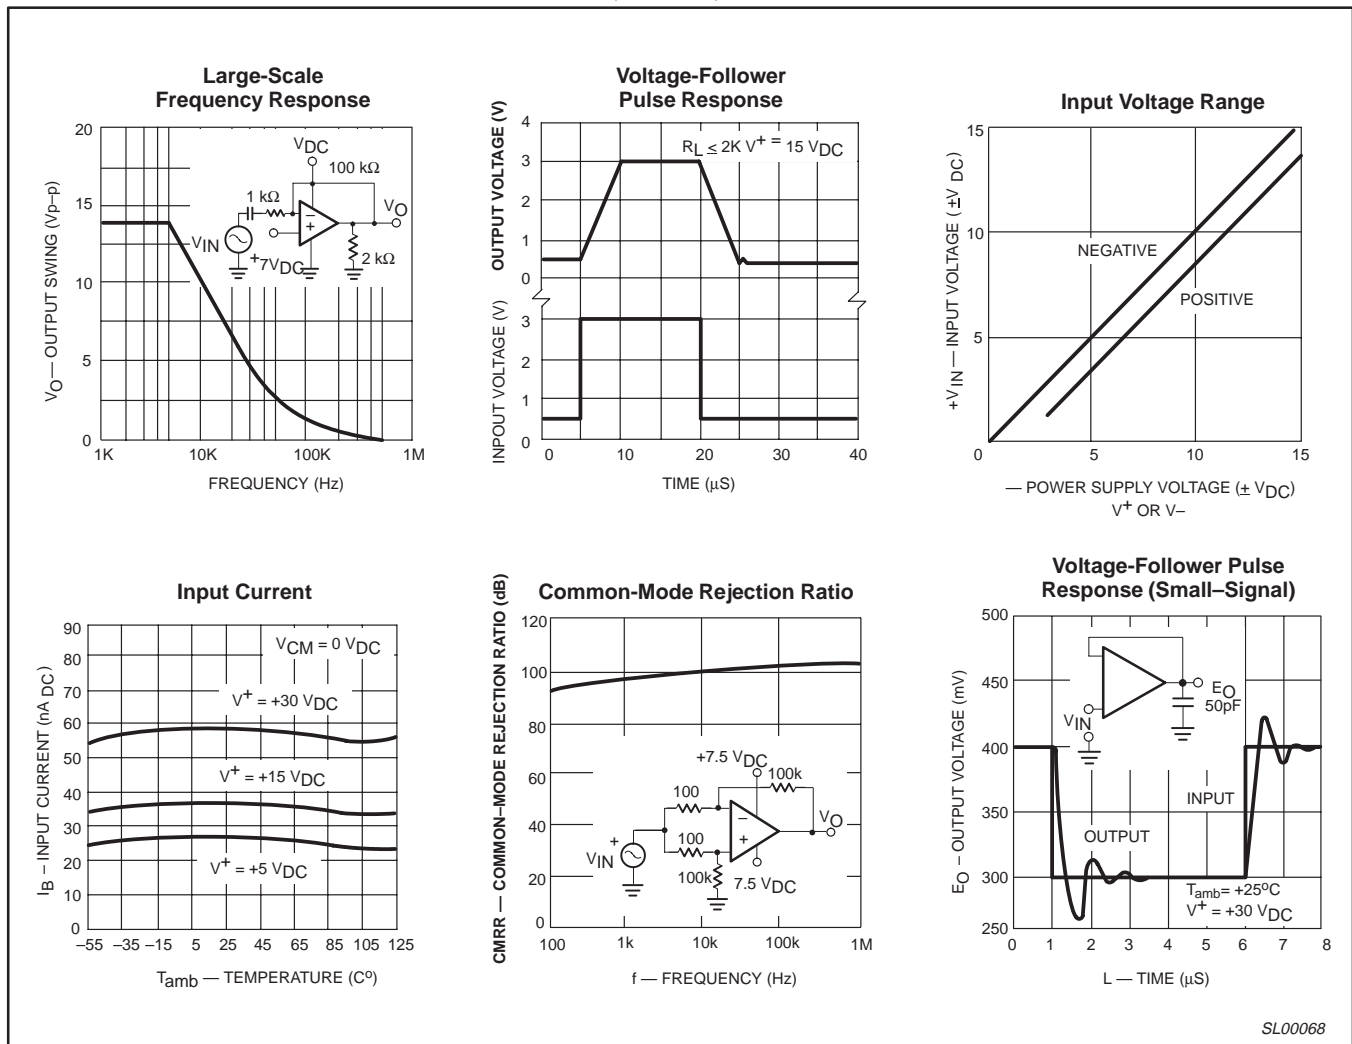 Large-Scale
Frequency Response
VO — OUTPUT SWING (Vp–p)
20
15
10
5
0
1K 10K 100K 1M
FREQUENCY (Hz)
VDC
100 kΩ
1 kΩ
VO
VIN
+7VDC
2 kΩ
–
+
Voltage-Follower
Pulse Response
OUTPUT VOLTAGE (V)
4
3
2
1
0
RL ≤ 2K V+ = 15 VDC
INPOUT VOLTAGE (V)
3
2
1
0
0 10 20 30 40
TIME (μS)
Input Voltage Range
+VIN — INPUT VOLTAGE (±V DC)
15
10
5
NEGATIVE
POSITIVE
0 5 10 15
— POWER SUPPLY VOLTAGE (± VDC)
V+ OR V–
Input Current
IB – INPUT CURRENT (nA DC)
90
80
70
60
50
40
30
20
10
0
VCM = 0 VDC
V+ = +30 VDC
V+ = +15 VDC
V+ = +5 VDC
–55 –35 –15 5 25 45 65 85 105 125
Tamb — TEMPERATURE (Co)
Common-Mode Rejection Ratio
CMRR — COMMON–MODE REJECTION RATIO (dB)
120
100
80
60
40
20
0
+7.5 VDC
100k
100
–
VO
+
100
+
VIN
100k
7.5 VDC
100 1k 10k 100k 1M
f — FREQUENCY (Hz)
Voltage-Follower Pulse
Response (Small–Signal)
EO – OUTPUT VOLTAGE (mV)
500
450
400
350
300
250
EO
50pF
VIN
INPUT
OUTPUT
Tamb= +25oC
V+ = +30 VDC
0 1 2 3 4 5 6 7 8
L — TIME (μS)
SL00068